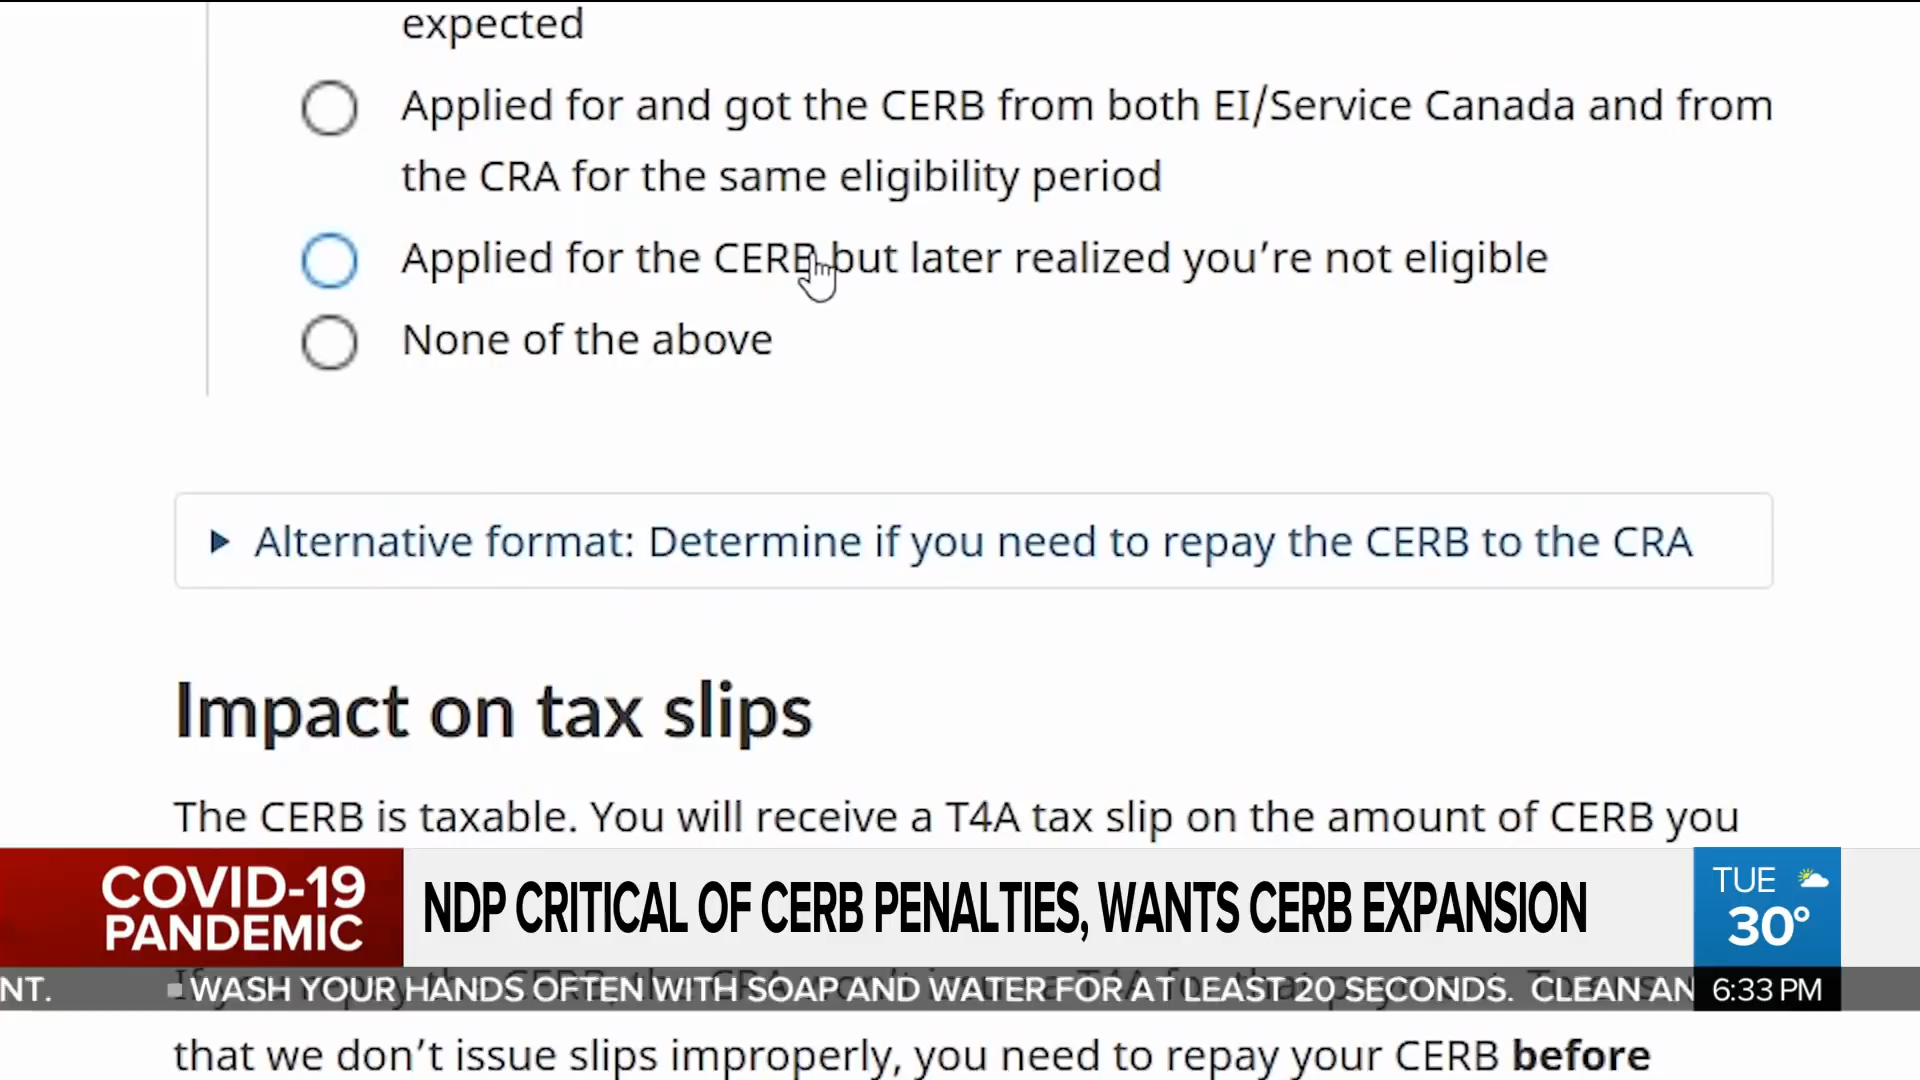 expected
Applied for and got the CERB from both EI/Service Canada and from
the CRA for the same eligibility period
Applied for the CERB but later realized you’re not eligible
None of the above
Alternative format: Determine if you need to repay the CERB to the CRA
Impact on tax slips
The CERB is taxable. You will receive a T4A tax slip on the amount of CERB you
COVID-19
PANDEMIC
NDP CRITICAL OF CERB PENALTIES, WANTS CERB EXPANSION
TUE
30°
NT. ▪ WASH YOUR HANDS OFTEN WITH SOAP AND WATER FOR AT LEAST 20 SECONDS. CLEAN AN
6:33 PM
that we don’t issue slips improperly, you need to repay your CERB before